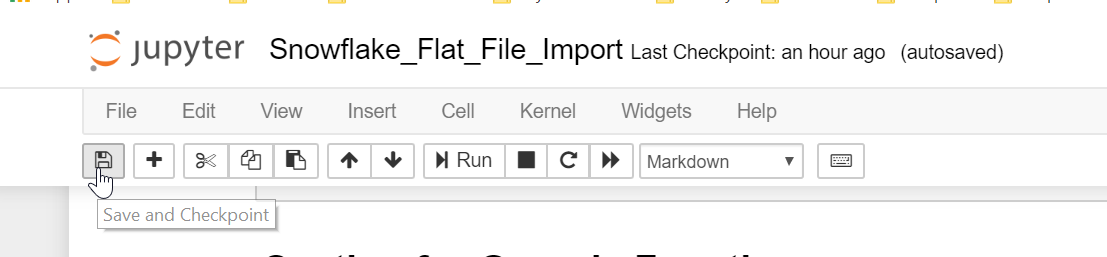 jupyter Snowflake_Flat_File_Import Last Checkpoint: an hour ago (autosaved)
File Edit View Insert Cell Kernel Widgets Help
Run Markdown
Save and Checkpoint